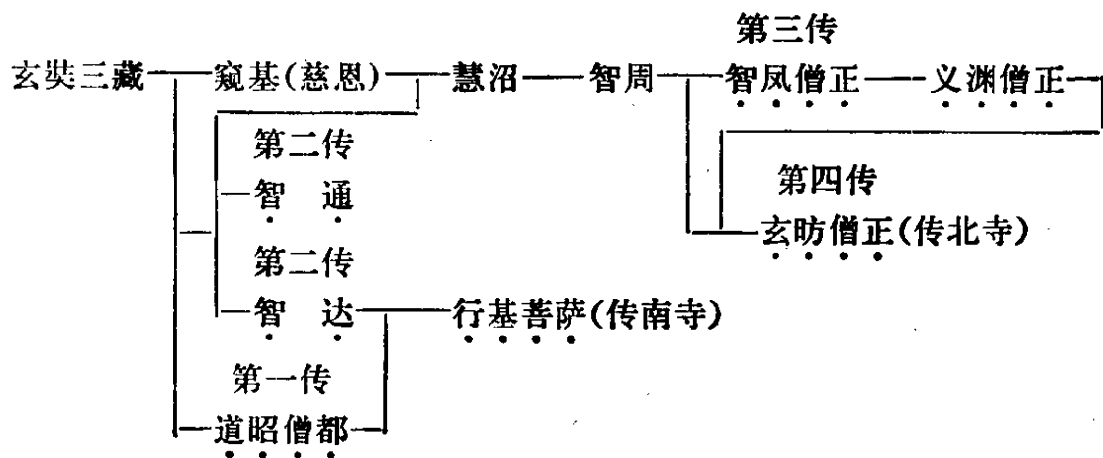 第三传
玄奘三藏 窥基(慈恩) 慧沼 智周 智凤僧正 义渊僧正
第二传
第四传
智 通
玄昉僧正(传北寺)
第二传
智 达 行基菩萨(传南寺)
第一传
道昭僧都